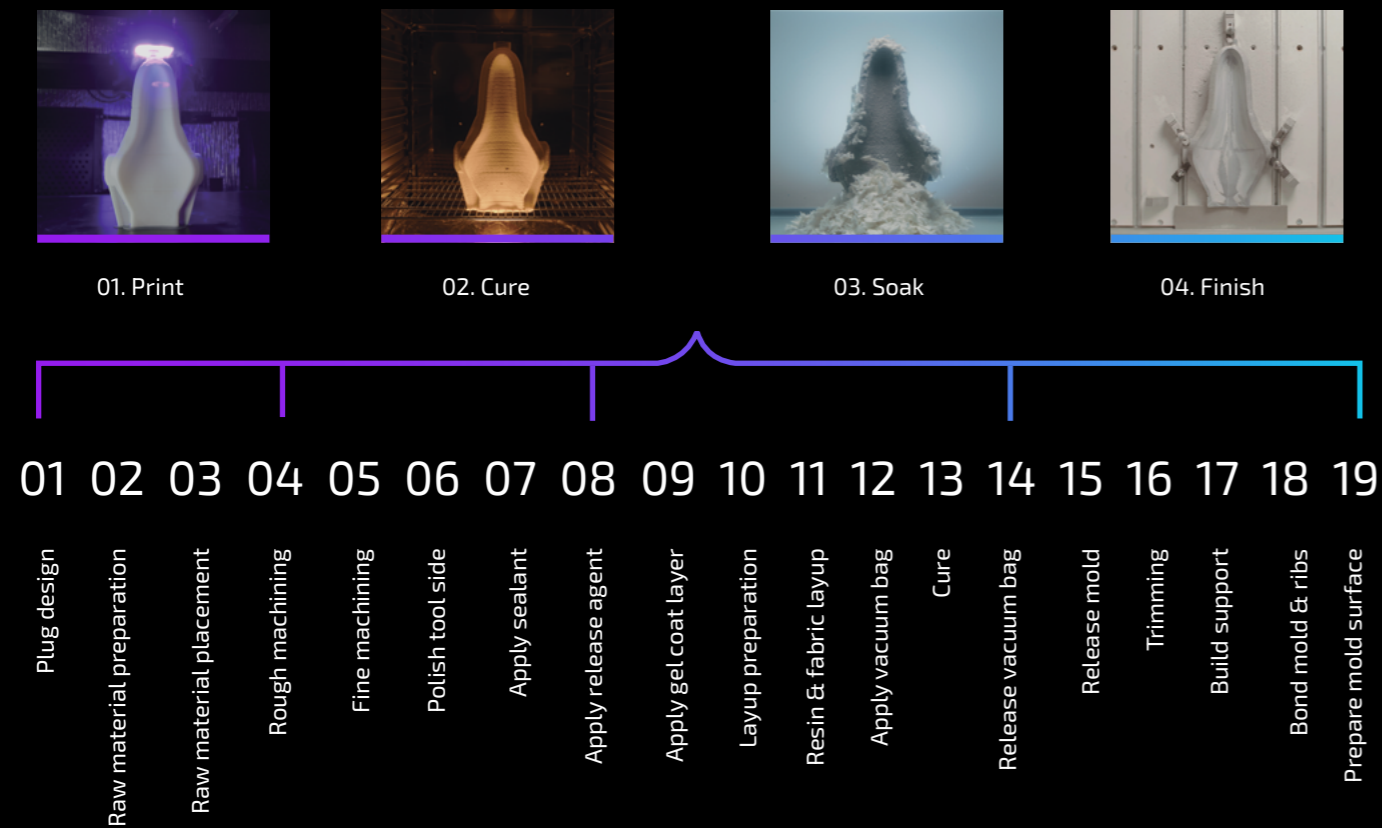 01. Print
02. Cure
03. Soak
04. Finish
01 02 03 04 05 06 07 08 09 10 11 12 13 14 15 16 17 18 19
Plug design
Raw material preparation
Raw material placement
Rough machining
Fine machining
Polish tool side
Apply sealant
Apply release agent
Apply gel coat layer
Layup preparation
Resin & fabric layup
Apply vacuum bag
Cure
Release vacuum bag
Release mold
Trimming
Build support
Bond mold & ribs
Prepare mold surface